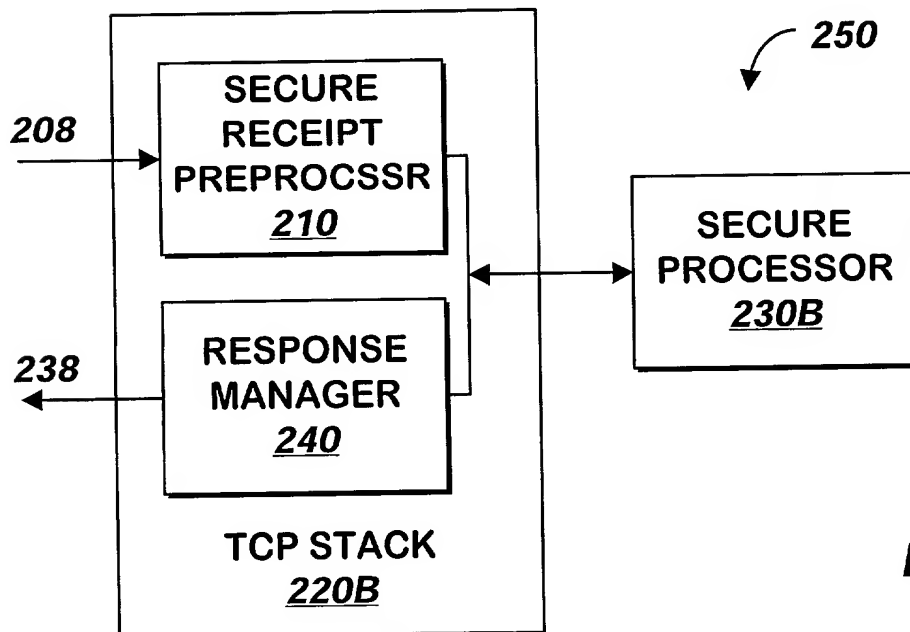 250
208
SECURE
RECEIPT
PREPROCSSR
210
SECURE
PROCESSOR
230B
238
RESPONSE
MANAGER
240
TCP STACK
220B